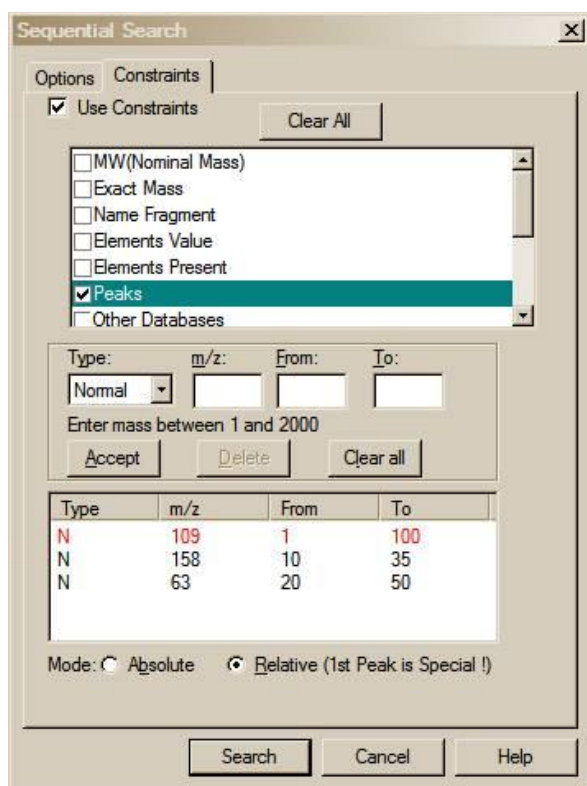 Sequential Search
Options Constraints
Use Constraints Clear All
MW(Nominal Mass)
Exact Mass
Name Fragment
Elements Value
Elements Present
Peaks
Other Databases
Type: m/z: From: To:
Normal
Enter mass between 1 and 2000
Accept Delete Clear all
Type m/z From To
N 109 1 100
N 158 10 35
N 63 20 50
Mode: Absolute Relative (1st Peak is Special !)
Search Cancel Help